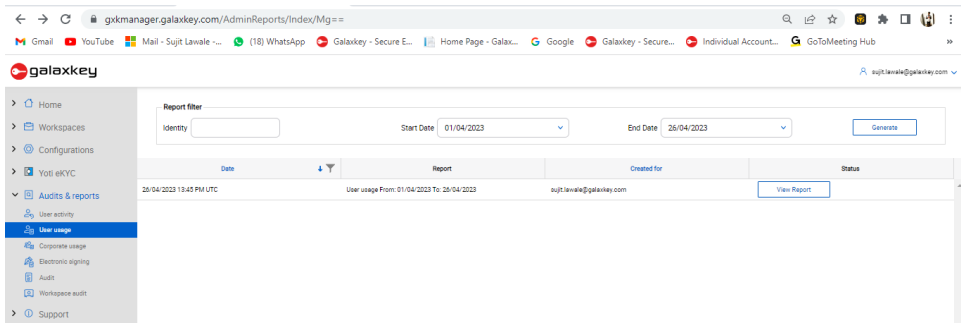 gxkmanager.galaxkey.com/AdminReports/Index/Mg==
Gmail YouTube Mail - Sujit Lawale -... (18) WhatsApp Galaxkey - Secure E... Home Page - Galax... Google Galaxkey - Secure... Individual Account... GoToMeeting Hub »
galaxkey sujit.lawale@galaxkey.com
Home
Workspaces
Configurations
Yoti eKYC
Audits & reports
User activity
User usage
Corporate usage
Electronic signing
Audit
Workspace audit
Support
Report filter
Identity Start Date 01/04/2023 End Date 26/04/2023 Generate
Date Report Created for Status
26/04/2023 13:45 PM UTC User usage From: 01/04/2023 To: 26/04/2023 sujit.lawale@galaxkey.com View Report